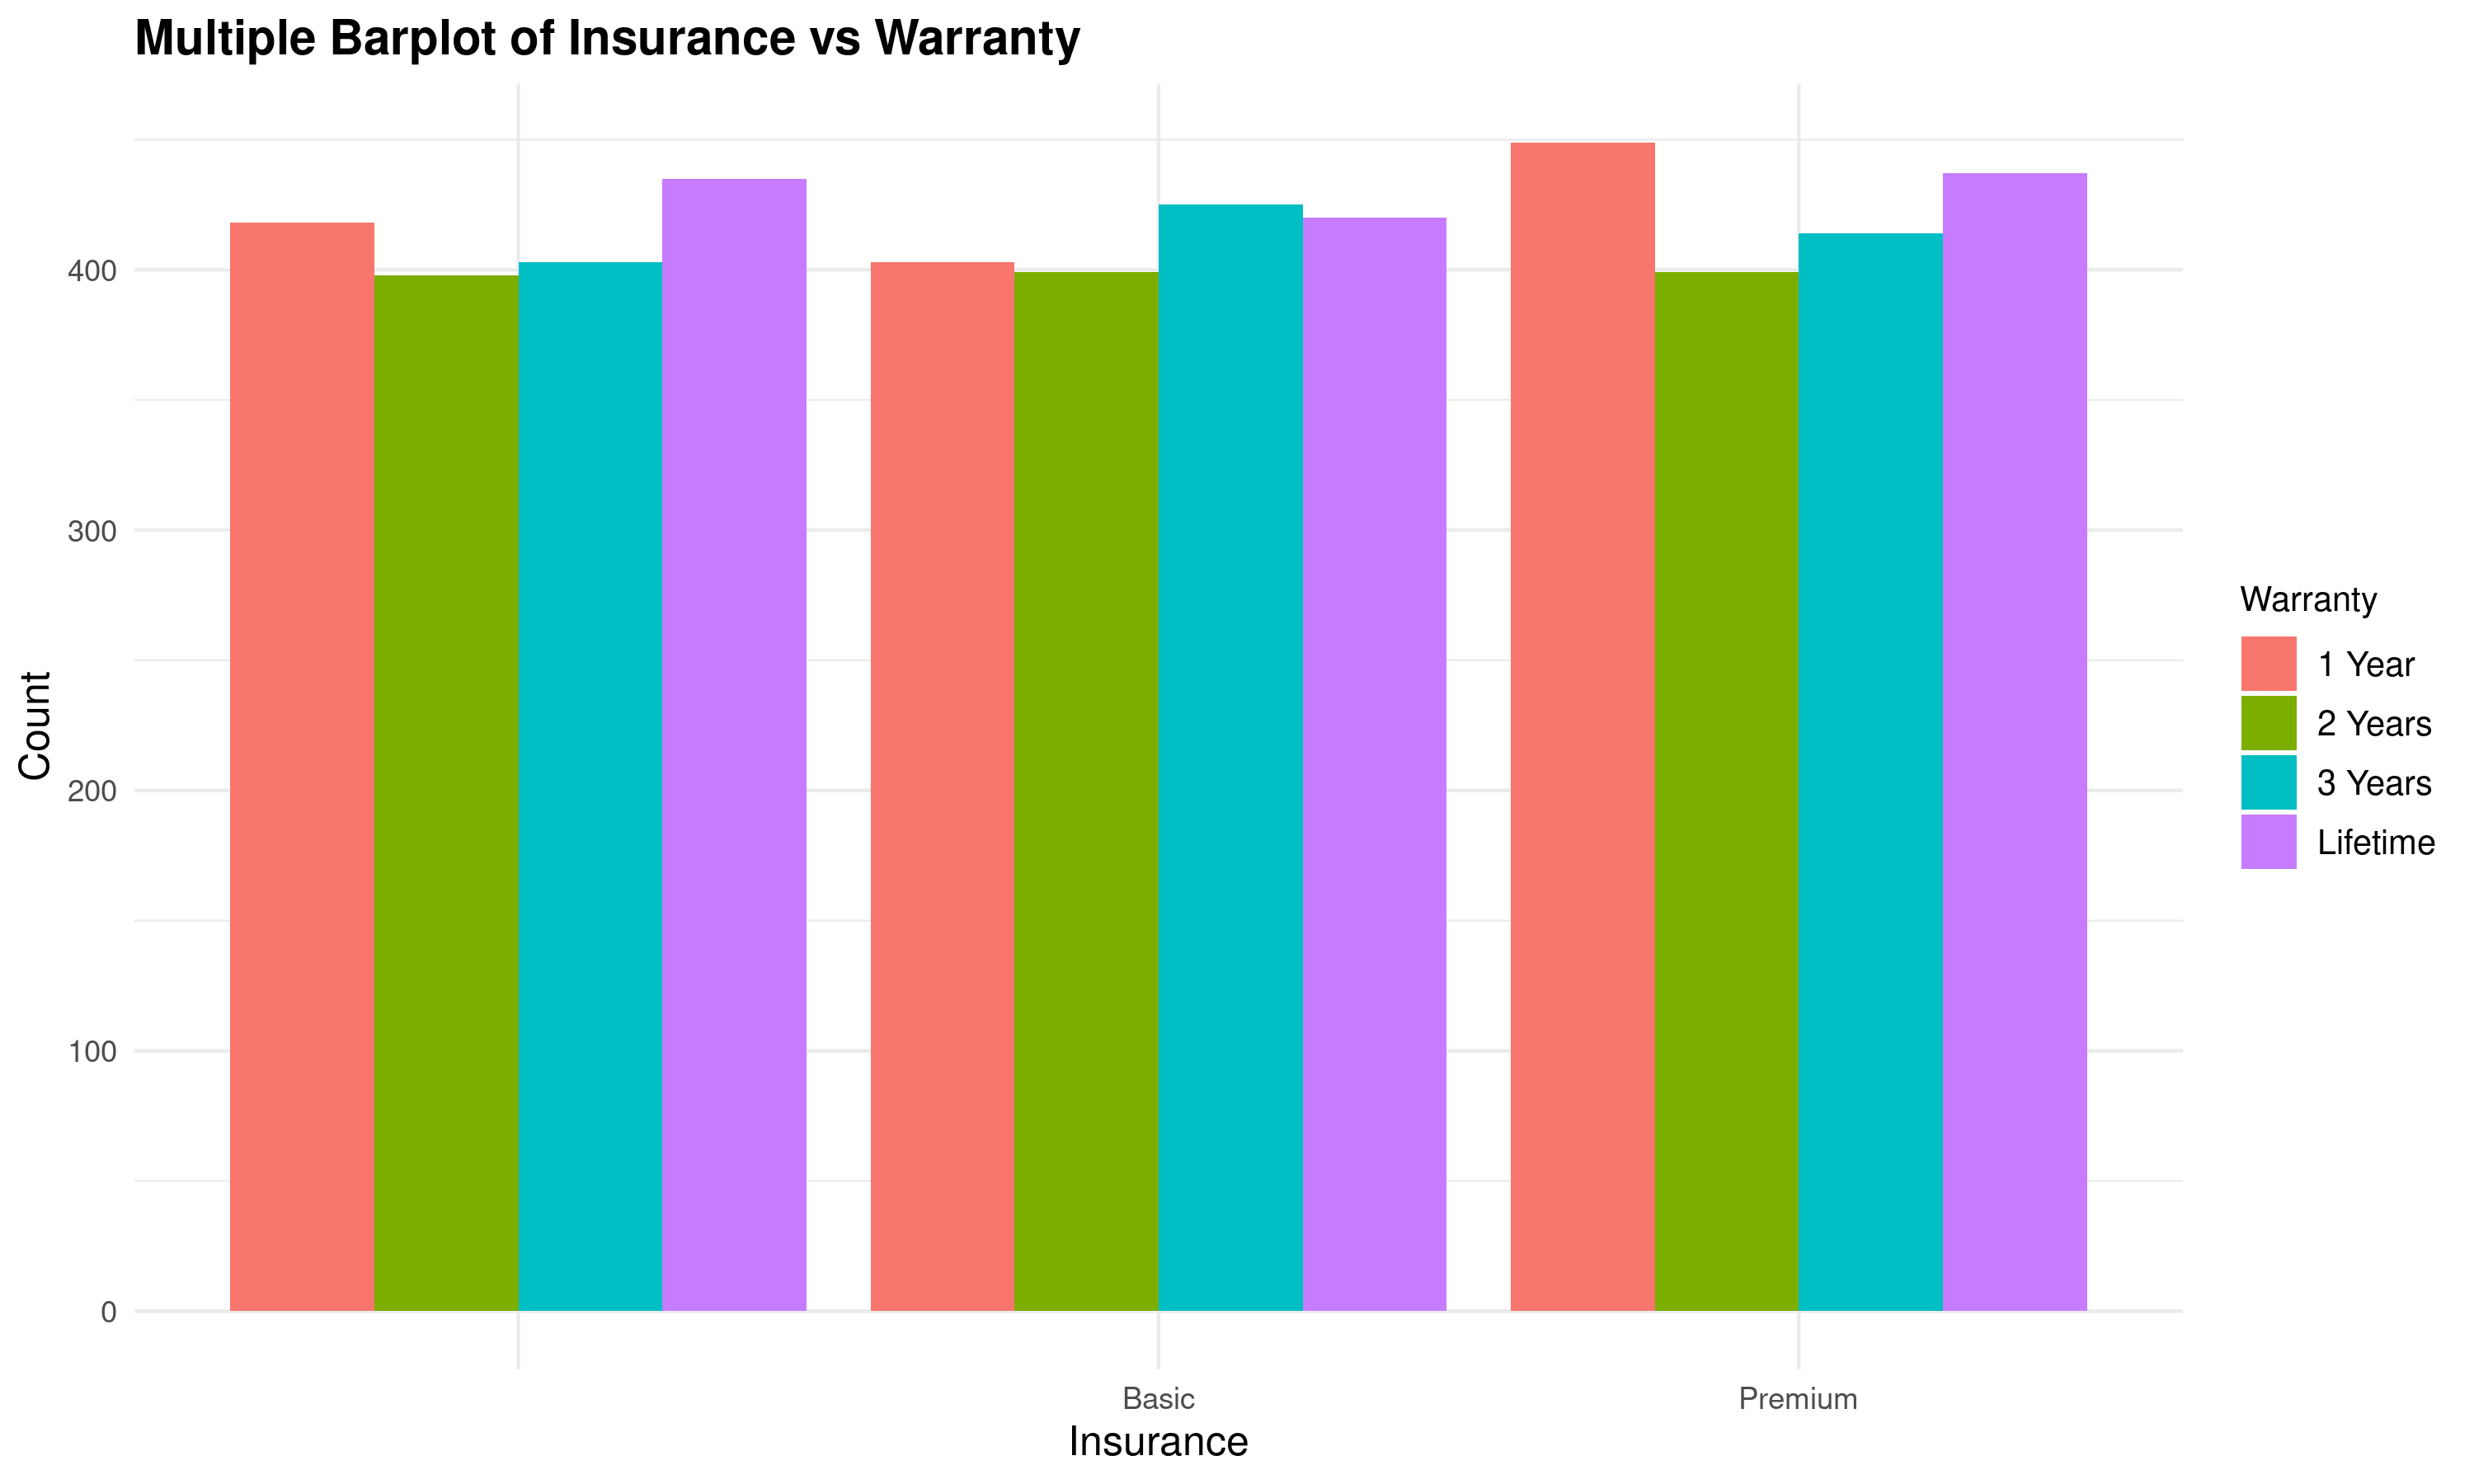 Multiple Barplot of Insurance vs Warranty
Count
400
300
200
100
0
Basic
Premium
Insurance
Warranty
1 Year
2 Years
3 Years
Lifetime